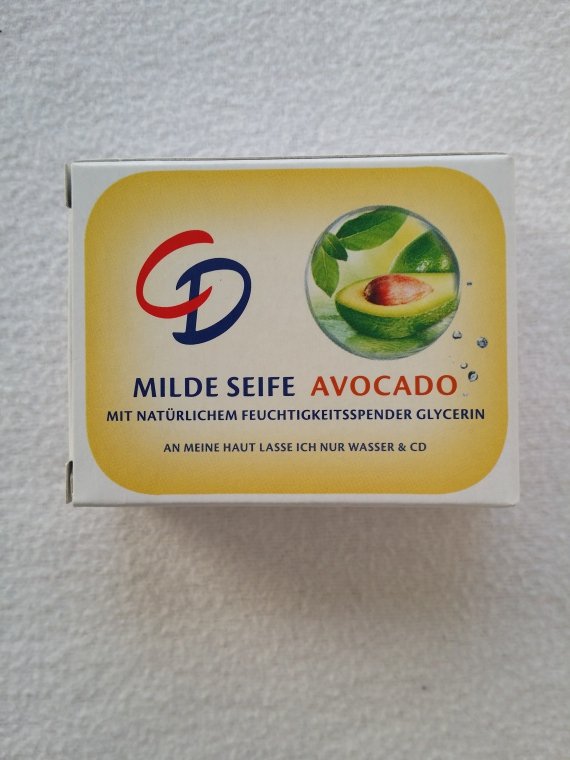 CD
MILDE SEIFE AVOCADO
MIT NATÜRLICHEM FEUCHTIGKEITSSPENDER GLYCERIN
AN MEINE HAUT LASSE ICH NUR WASSER & CD